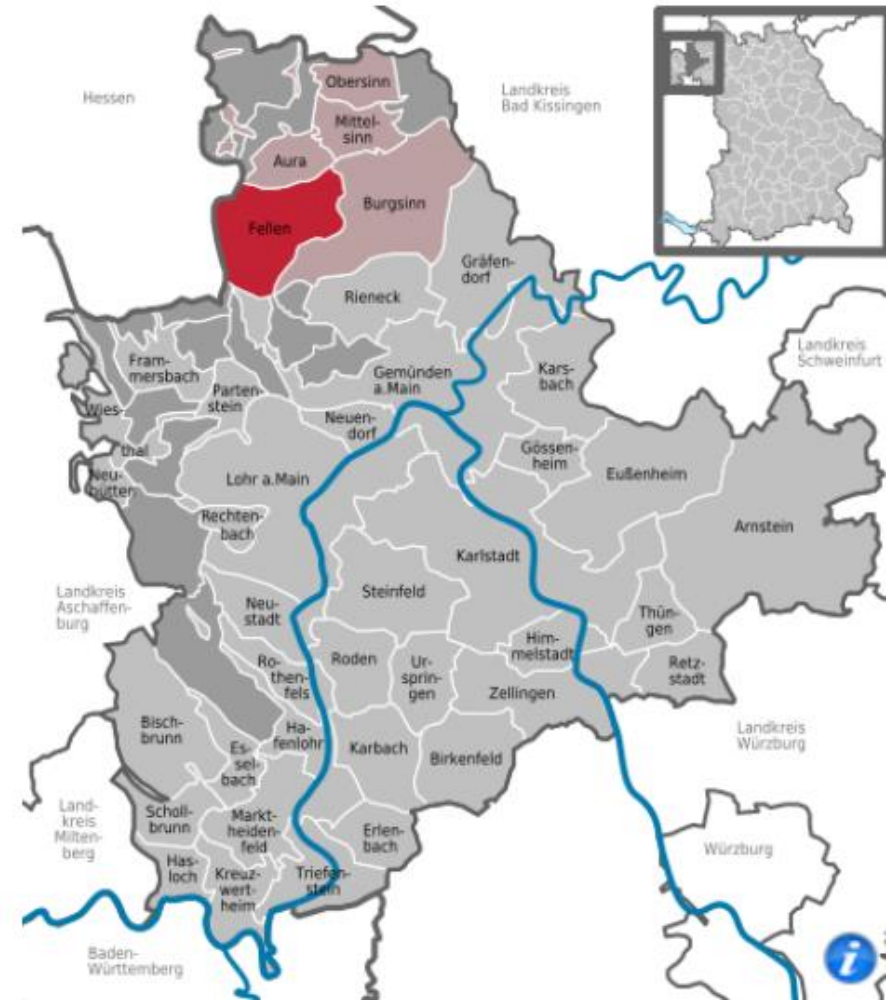 Hessen
Landkreis
Bad Kissingen
Obersinn
Mittel-
sinn
Aura
Burgsinn
Fellen
Gräfen-
dorf
Rieneck
Landkreis
Schweinfurt
Fram-
mersbach
Parten-
stein
Gemünden
a.Main
Kars-
bach
Wies-
thal
Neuen-
dorf
Neu-
hütten
Lohr a.Main
Gössen-
heim
Eußenheim
Rechten-
bach
Arnstein
Karlstadt
Landkreis
Aschaffen-
burg
Steinfeld
Neu-
stadt
Thün-
gen
Him-
melstadt
Ro-
then-
fels
Roden
Ur-
sprin-
gen
Retz-
stadt
Zellingen
Bisch-
brunn
Ha-
fenlohr
Karbach
Es-
sel-
bach
Birkenfeld
Landkreis
Würzburg
Land-
kreis
Milten-
berg
Scholl-
brunn
Markt-
heiden-
feld
Erlen-
bach
Würzburg
Has-
loch
Kreuz-
wert-
heim
Triefen-
stein
Baden-
Württemberg
i